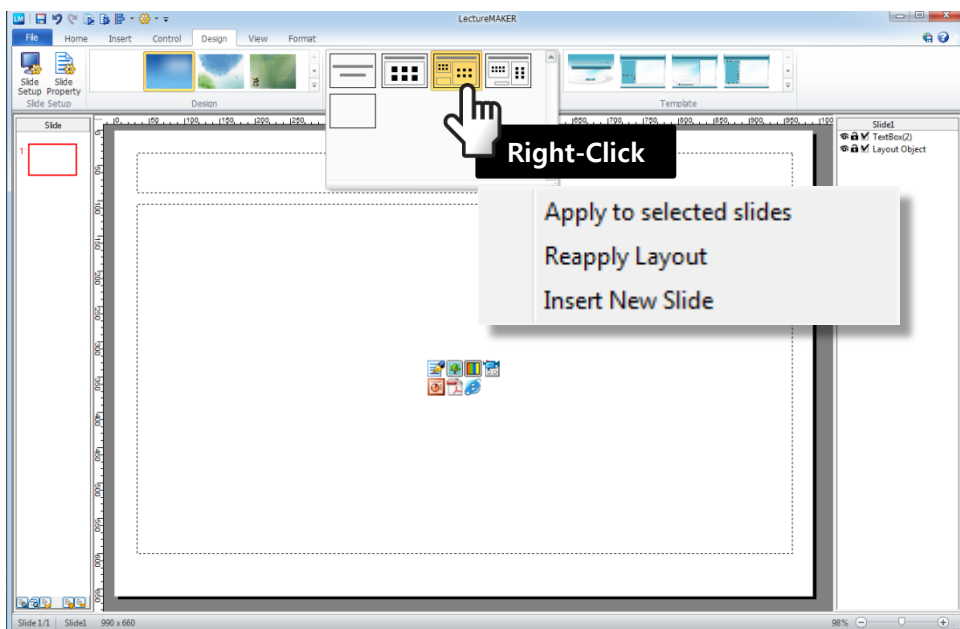 LM
LectureMAKER
File Home Insert Control Design View Format
Slide Setup
Slide Property
Slide Setup
Design
Template
Right-Click
Apply to selected slides
Reapply Layout
Insert New Slide
Slide
1
Slide1
TextBox(2)
Layout Object
Slide 1/1 Slide1 990 x 660
98%